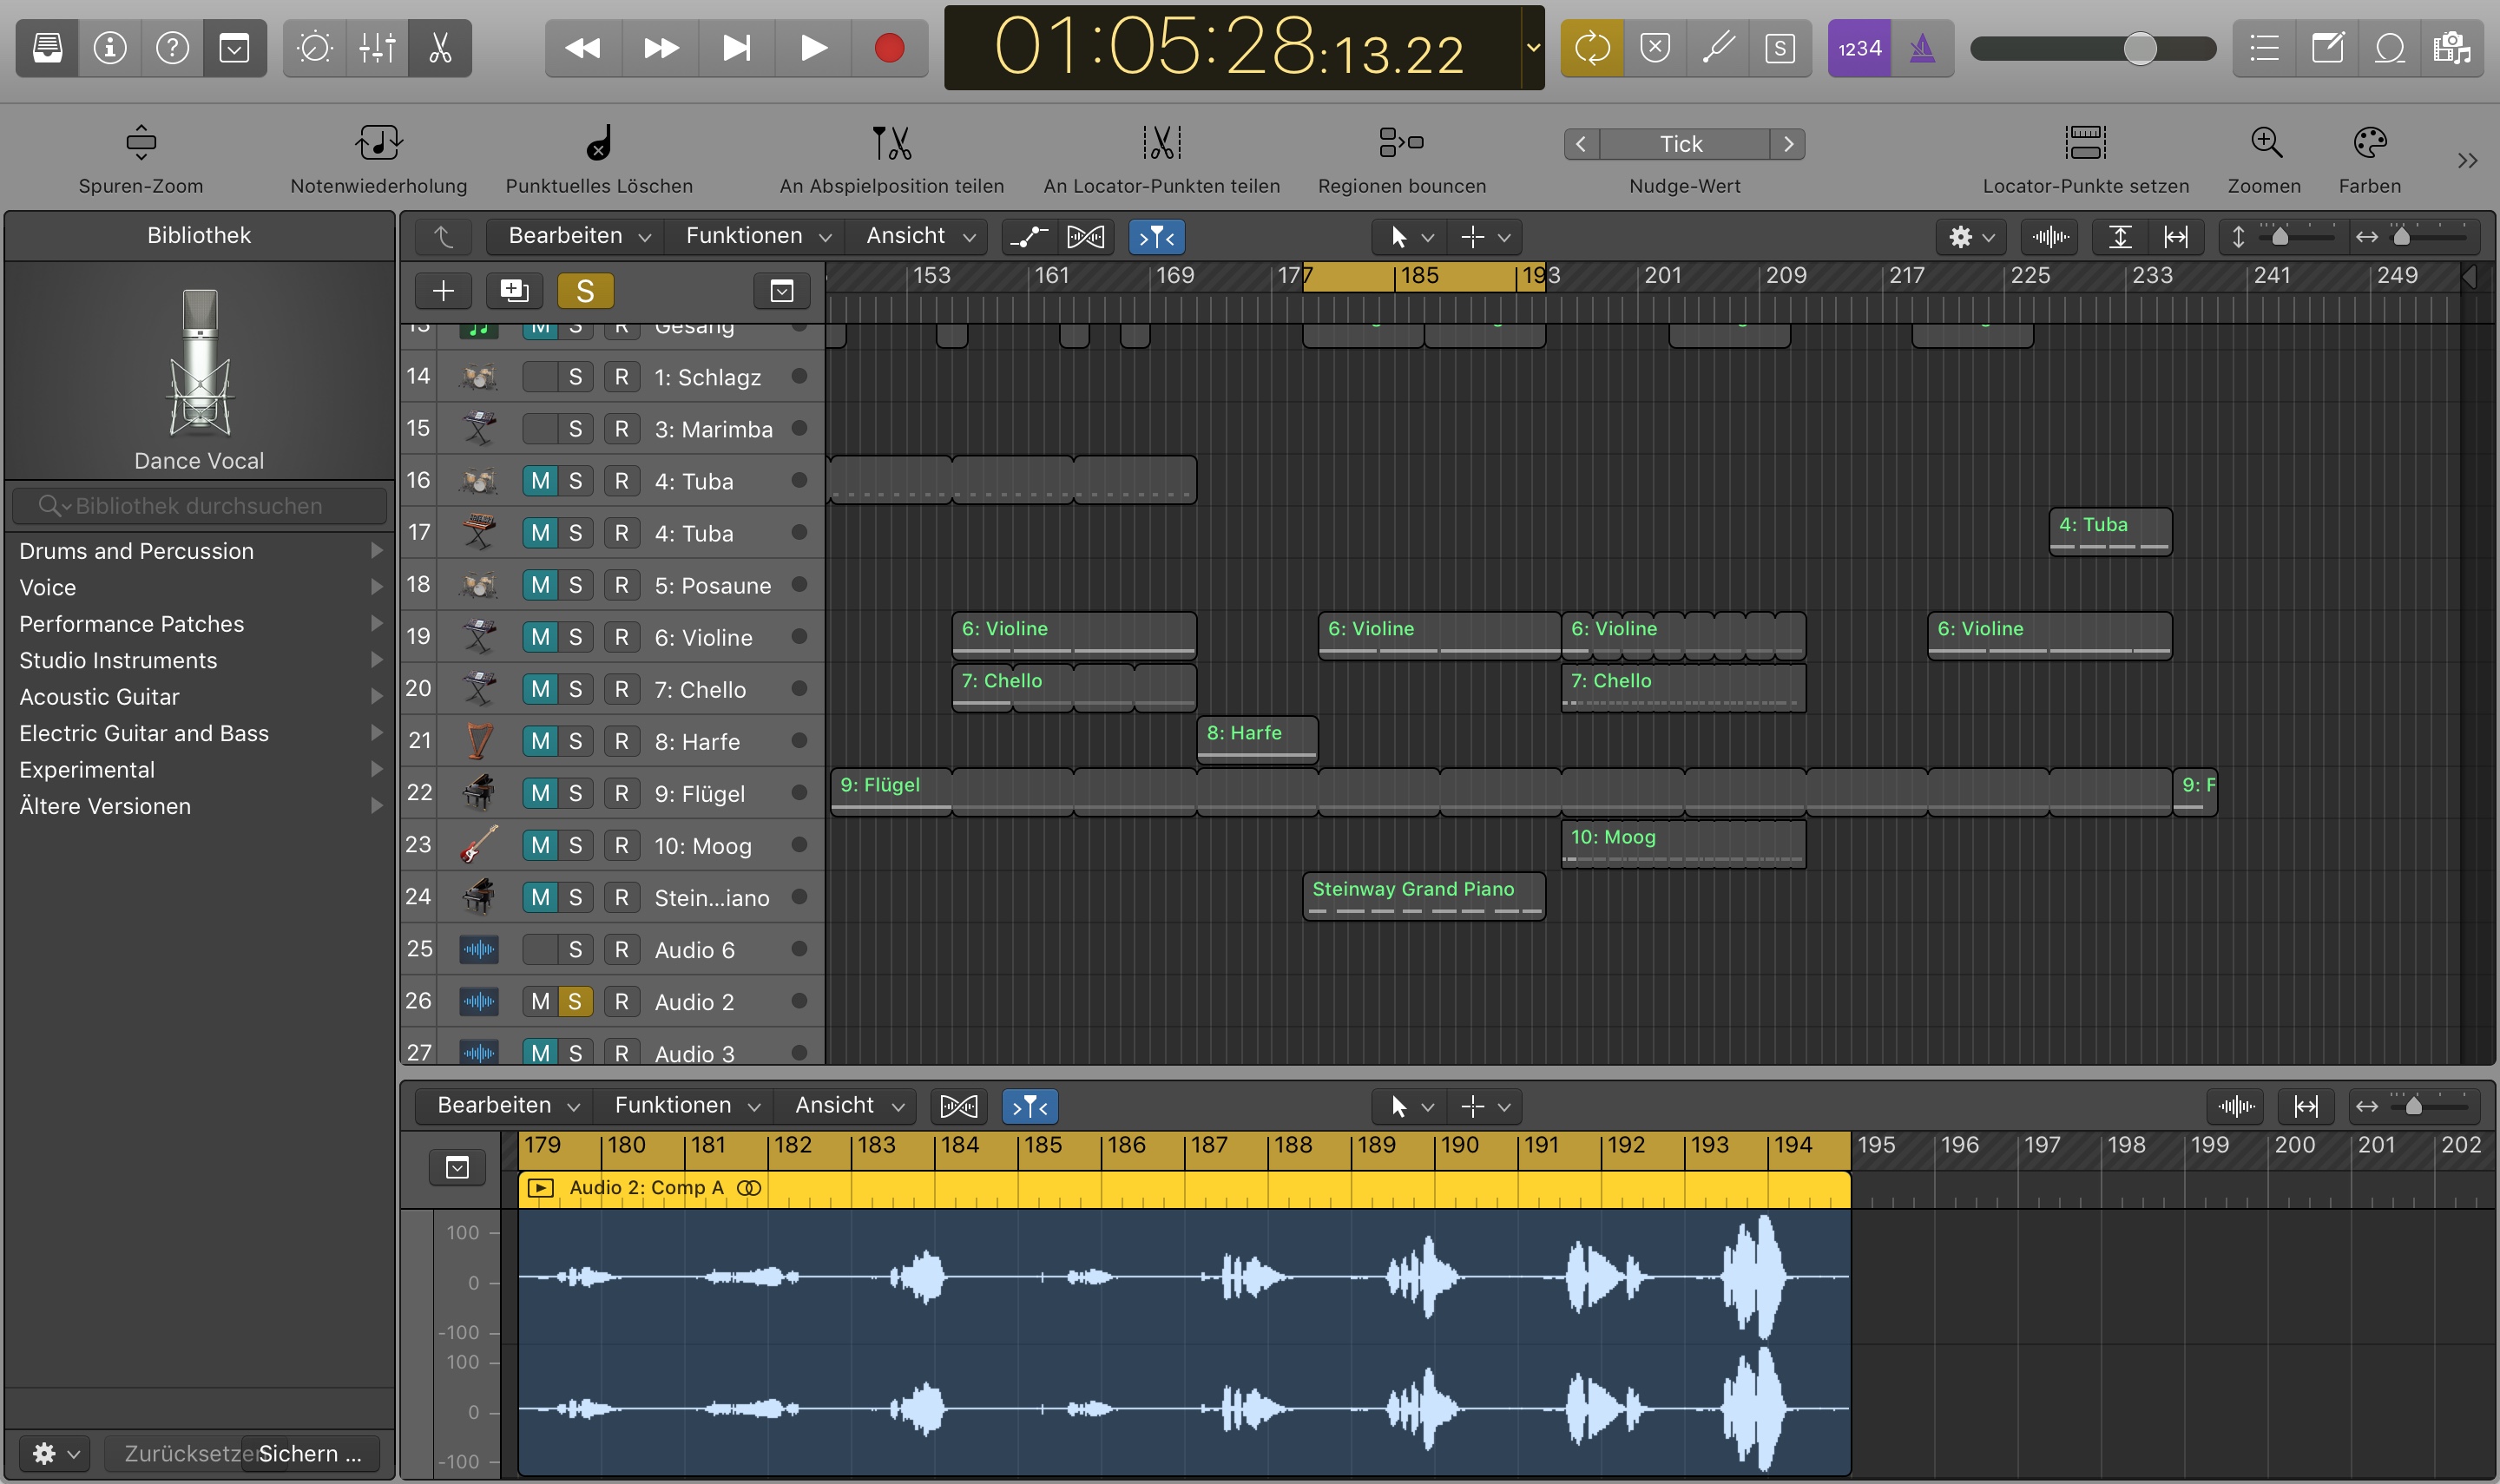 01:05:28:13.22
S
1234
Spuren-Zoom
Notenwiederholung
Punktuelles Löschen
An Abspielposition teilen
An Locator-Punkten teilen
Regionen bouncen
Tick
Nudge-Wert
Locator-Punkte setzen
Zoomen
Farben
Bibliothek
Dance Vocal
Bibliothek durchsuchen
Drums and Percussion
Voice
Performance Patches
Studio Instruments
Acoustic Guitar
Electric Guitar and Bass
Experimental
Ältere Versionen
Zurücksetzen
Sichern ...
Bearbeiten Funktionen Ansicht
S
153 161 169 177 185 193 201 209 217 225 233 241 249
M S R Gesang
14 S R 1: Schlagz
15 S R 3: Marimba
16 M S R 4: Tuba
17 M S R 4: Tuba 4: Tuba
18 M S R 5: Posaune
19 M S R 6: Violine 6: Violine 6: Violine 6: Violine 6: Violine
20 M S R 7: Chello 7: Chello 7: Chello
21 M S R 8: Harfe 8: Harfe
22 M S R 9: Flügel 9: Flügel 9: F
23 M S R 10: Moog 10: Moog
24 M S R Stein...iano Steinway Grand Piano
25 S R Audio 6
26 M S R Audio 2
27 M S R Audio 3
Bearbeiten Funktionen Ansicht
179 180 181 182 183 184 185 186 187 188 189 190 191 192 193 194 195 196 197 198 199 200 201 202
Audio 2: Comp A
100
0
-100
100
0
-100